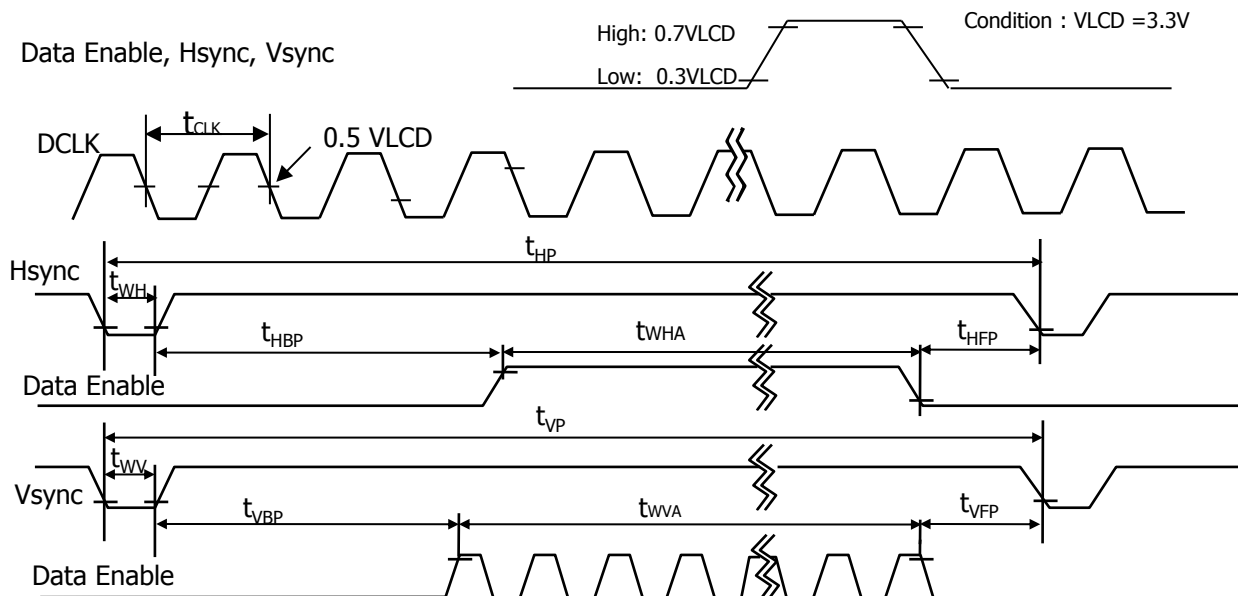 Condition : VLCD =3.3V
High: 0.7VLCD
Data Enable, Hsync, Vsync
Low: 0.3VLCD
tCLK
DCLK
0.5 VLCD
tHP
Hsync
tWH
tHBP
tWHA
tHFP
Data Enable
tVP
tWV
Vsync
tVBP
tWVA
tVFP
Data Enable